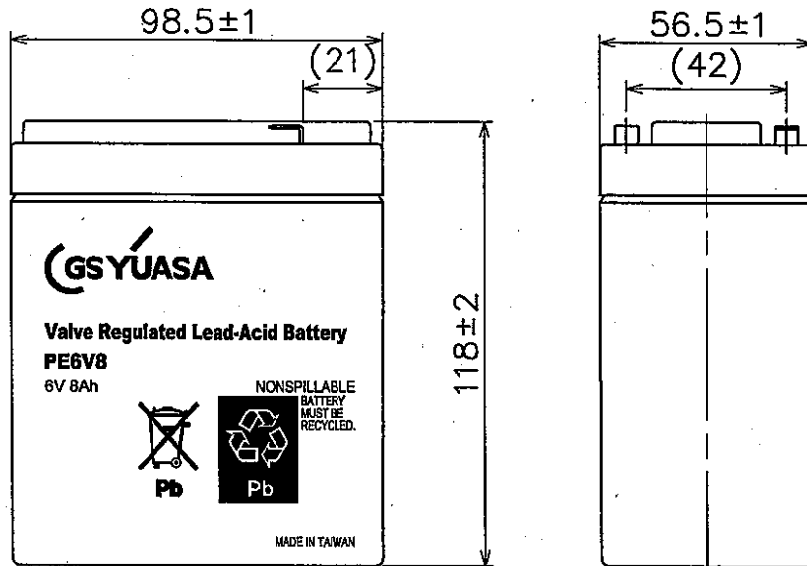 98.5±1
(21)
56.5±1
(42)
118±2
GS YUASA
Valve Regulated Lead-Acid Battery
PE6V8
6V 8Ah
NONSPILLABLE
BATTERY
MUST BE
RECYCLED.
Pb
Pb
MADE IN TAIWAN